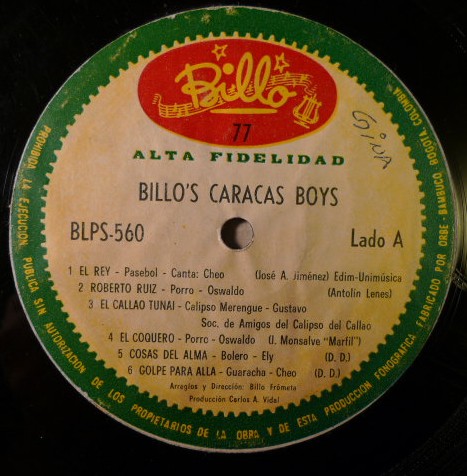 Billo
77
ALTA FIDELIDAD
GiNA
BILLO'S CARACAS BOYS
BLPS-560
Lado A
1 EL REY - Pasebol - Canta: Cheo (José A. Jiménez) Edim-Unimúsica
2 ROBERTO RUIZ - Porro - Oswaldo (Antolín Lenes)
3 EL CALLAO TUNAI - Calipso Merengue - Gustavo
Soc. de Amigos del Calipso del Callao
4 EL COQUERO - Porro - Oswaldo (I. Monsalve "Marfil")
5 COSAS DEL ALMA - Bolero - Ely (D. D.)
6 GOLPE PARA ALLA - Guaracha - Cheo (D. D.)
Arreglos y Dirección: Billo Frómeta
Producción Carlos A. Vidal
PROHIBIDA LA EJECUCION PUBLICA SIN AUTORIZACION DE LOS PROPIETARIOS DE LA OBRA Y DE ESTA PRODUCCION FONOGRAFICA FABRICADO POR ORBE - BAMBUCO, BOGOTA, COLOMBIA